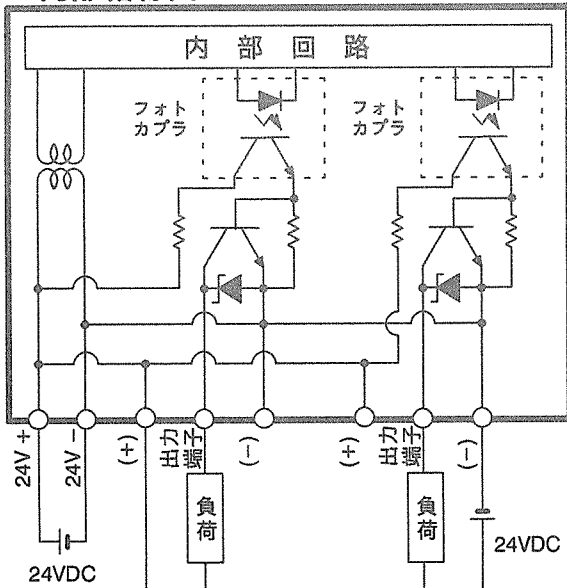 内部回路
フォト
カプラ
フォト
カプラ
24V +
24V -
(+)
出力
端子
(-)
(+)
出力
端子
(-)
負荷
負荷
24VDC
24VDC